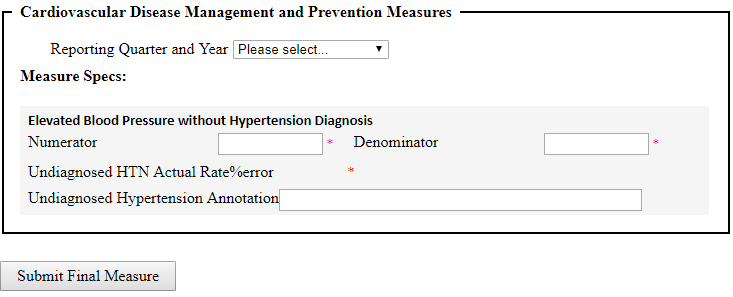 Cardiovascular Disease Management and Prevention Measures
Reporting Quarter and Year Please select...
Measure Specs:
Elevated Blood Pressure without Hypertension Diagnosis
Numerator * Denominator *
Undiagnosed HTN Actual Rate%error *
Undiagnosed Hypertension Annotation
Submit Final Measure